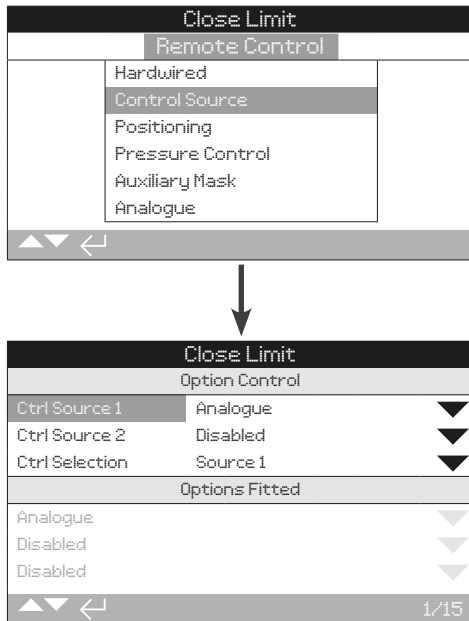 Close Limit
Remote Control
Hardwired
Control Source
Positioning
Pressure Control
Auxiliary Mask
Analogue
Close Limit
Option Control
Ctrl Source 1 Analogue
Ctrl Source 2 Disabled
Ctrl Selection Source 1
Options Fitted
Analogue
Disabled
Disabled
1/15